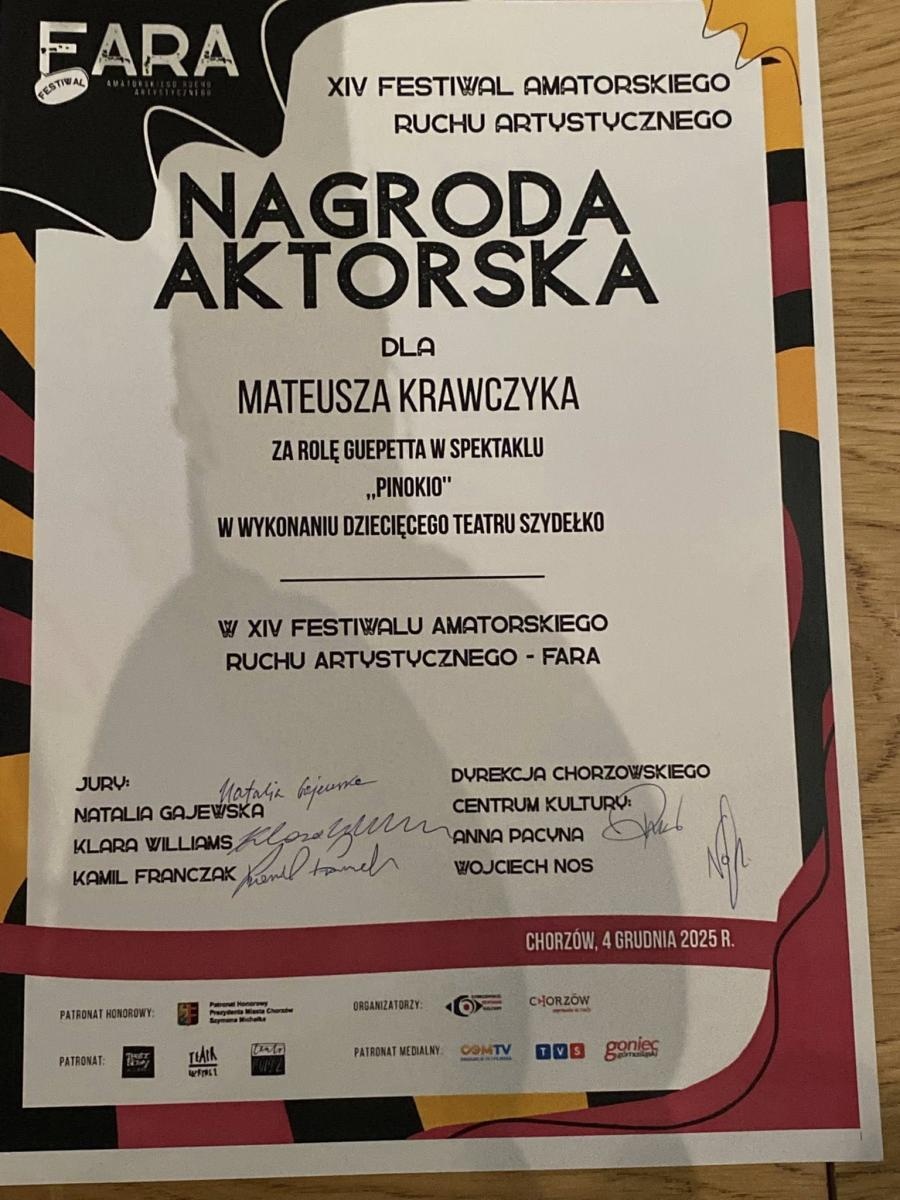 FARA
FESTIWAL
AMATORSKIEGO RUCHU
ARTYSTYCZNEGO
XIV FESTIWAL AMATORSKIEGO
RUCHU ARTYSTYCZNEGO
NAGRODA
AKTORSKA
DLA
MATEUSZA KRAWCZYKA
ZA ROLĘ GUEPETTA W SPEKTAKLU
„PINOKIO"
W WYKONANIU DZIECIĘCEGO TEATRU SZYDEŁKO
W XIV FESTIWALU AMATORSKIEGO
RUCHU ARTYSTYCZNEGO - FARA
JURY:
Natalia Gajewska
NATALIA GAJEWSKA
KLARA WILLIAMS
KAMIL FRANCZAK
DYREKCJA CHORZOWSKIEGO
CENTRUM KULTURY:
ANNA PACYNA
WOJCIECH NOS
CHORZÓW, 4 GRUDNIA 2025 R.
PATRONAT HONOROWY:
Patronat Honorowy
Prezydenta Miasta Chorzów
Szymona Michałka
ORGANIZATORZY:
CHORZÓW
PATRONAT:
PATRONAT MEDIALNY:
TVS
goniec
górnośląski